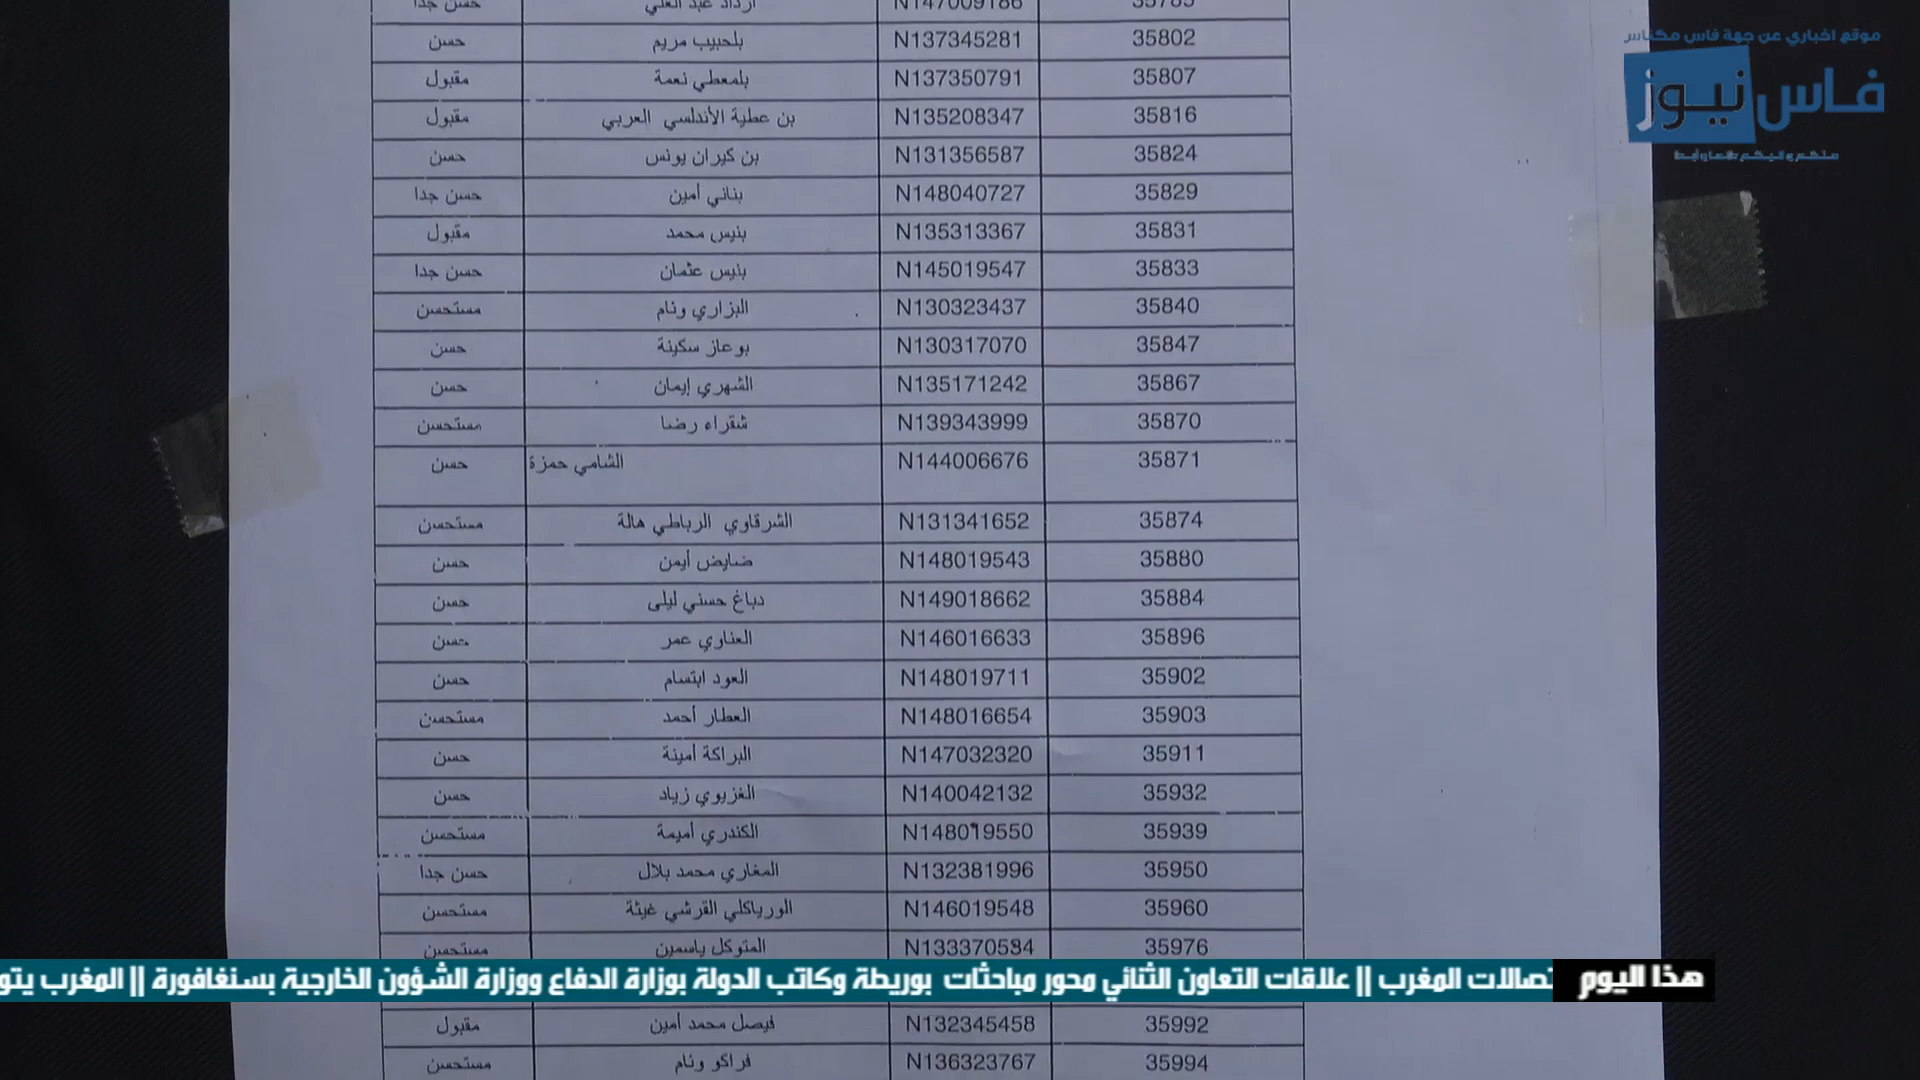 35785 N147009186 حسن جدا
35802 N137345281 بلحبيب مريم حسن
35807 N137350791 بلمعطي نعمة مقبول
35816 N135208347 بن عطية الأندلسي العربي مقبول
35824 N131356587 بن كيران يونس حسن
35829 N148040727 بناني أمين حسن جدا
35831 N135313367 بنيس محمد مقبول
35833 N145019547 بنيس عثمان حسن جدا
35840 N130323437 البزاري وئام مستحسن
35847 N130317070 بوعاز سكينة حسن
35867 N135171242 الشهري إيمان حسن
35870 N139343999 شقراء رضا مستحسن
35871 N144006676 الشامي حمزة حسن
35874 N131341652 الشرقاوي الرباطي هالة مستحسن
35880 N148019543 ضايض أيمن حسن
35884 N149018662 دباغ حسني ليلى حسن
35896 N146016633 العناوي عمر حسن
35902 N148019711 العود ابتسام حسن
35903 N148016654 العطار أحمد مستحسن
35911 N147032320 البراكة أمينة حسن
35932 N140042132 الغزيوي زياد حسن
35939 N148019550 الكندري أميمة مستحسن
35950 N132381996 المغاري محمد بلال حسن جدا
35960 N146019548 الورياكلي القرشي غيثة مستحسن
35976 N133370584 المتوكل ياسمين مستحسن
35992 N132345458 فيصل محمد أمين مقبول
35994 N136323767 فراكو وئام مستحسن
موقع اخباري عن جهة فاس مكناس
فاس نيوز
منكم و اليكم دائما و أبدا
هذا اليوم
تصالات المغرب || علاقات التعاون الثنائي محور مباحثات بوريطة وكاتب الدولة بوزارة الدفاع ووزارة الشؤون الخارجية بسنغافورة || المغرب يتو